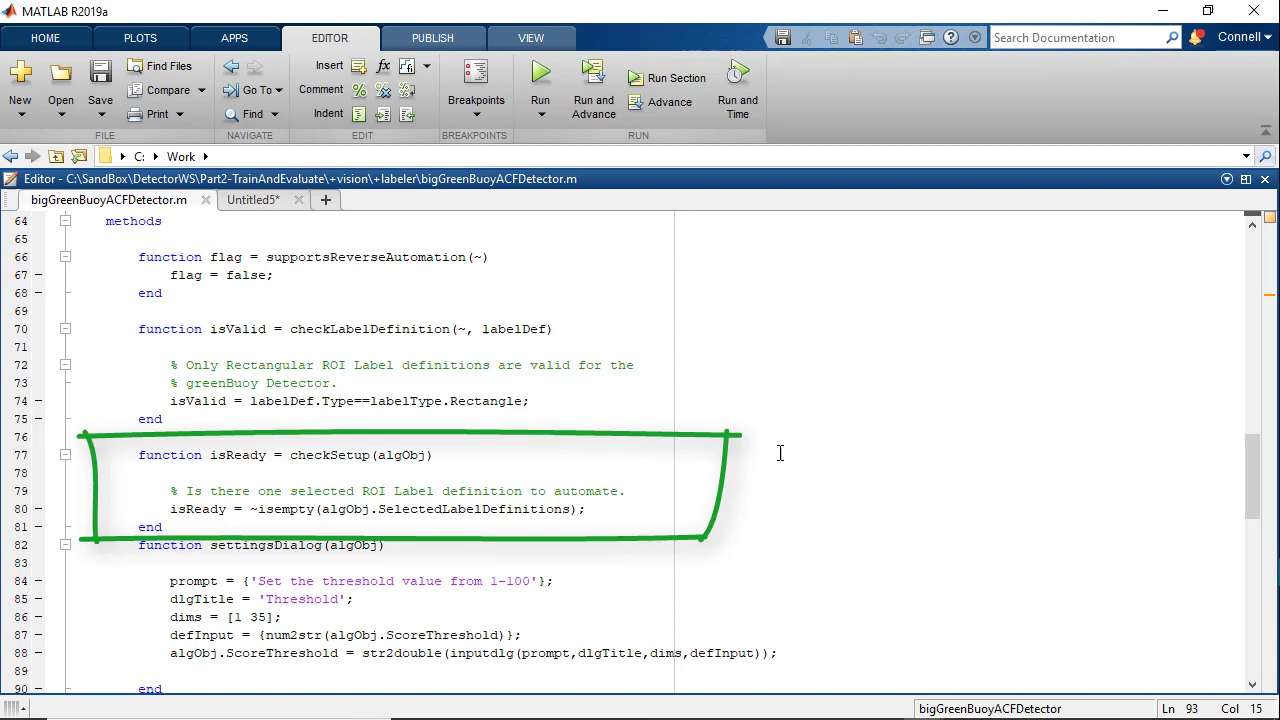 MATLAB R2019a
HOME PLOTS APPS EDITOR PUBLISH VIEW
Search Documentation
Connell
New
Open
Save
Find Files
Compare
Print
FILE
Go To
Find
NAVIGATE
Insert
Comment
Indent
EDIT
Breakpoints
BREAKPOINTS
Run
Run and
Advance
Run Section
Advance
Run and
Time
RUN
C: Work
Editor - C:\SandBox\DetectorWS\Part2-TrainAndEvaluate\+vision\+labeler\bigGreenBuoyACFDetector.m
bigGreenBuoyACFDetector.m Untitled5*
64 methods
65
66 function flag = supportsReverseAutomation(~)
67 flag = false;
68 end
69
70 function isValid = checkLabelDefinition(~, labelDef)
71
72 % Only Rectangular ROI Label definitions are valid for the
73 % greenBuoy Detector.
74 isValid = labelDef.Type==labelType.Rectangle;
75 end
76
77 function isReady = checkSetup(algObj)
78
79 % Is there one selected ROI Label definition to automate.
80 isReady = ~isempty(algObj.SelectedLabelDefinitions);
81 end
82 function settingsDialog(algObj)
83
84 prompt = {'Set the threshold value from 1-100'};
85 dlgTitle = 'Threshold';
86 dims = [1 35];
87 defInput = {num2str(algObj.ScoreThreshold)};
88 algObj.ScoreThreshold = str2double(inputdlg(prompt,dlgTitle,dims,defInput));
89
90 end
bigGreenBuoyACFDetector Ln 93 Col 15